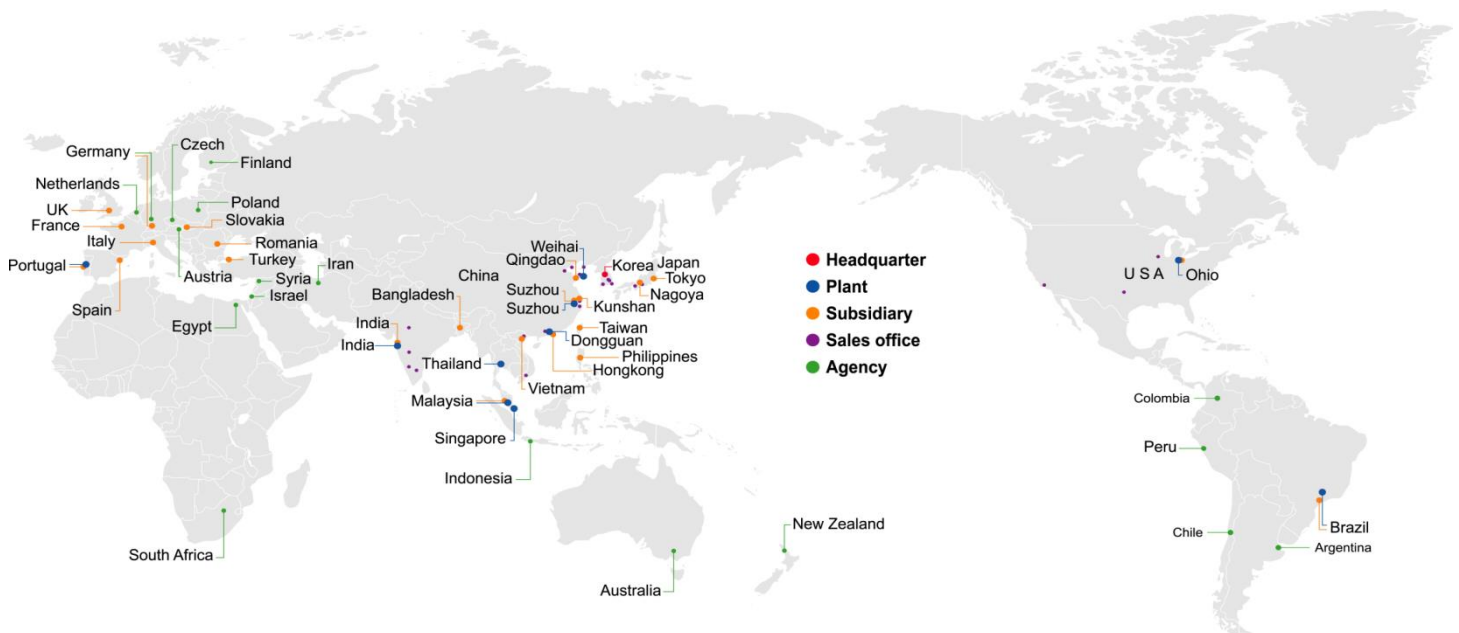 Czech
Germany
Finland
Netherlands
Poland
UK
Slovakia
France
Italy
Romania
Portugal
Turkey
Iran
Austria
Syria
Israel
Spain
Egypt
Bangladesh
India
India
China
Weihai
Qingdao
Korea
Japan
Tokyo
Nagoya
Suzhou
Suzhou
Kunshan
Taiwan
Dongguan
Philippines
Hongkong
Thailand
Vietnam
Malaysia
Singapore
Indonesia
South Africa
Australia
New Zealand
Headquarter
Plant
Subsidiary
Sales office
Agency
USA
Ohio
Colombia
Peru
Brazil
Chile
Argentina